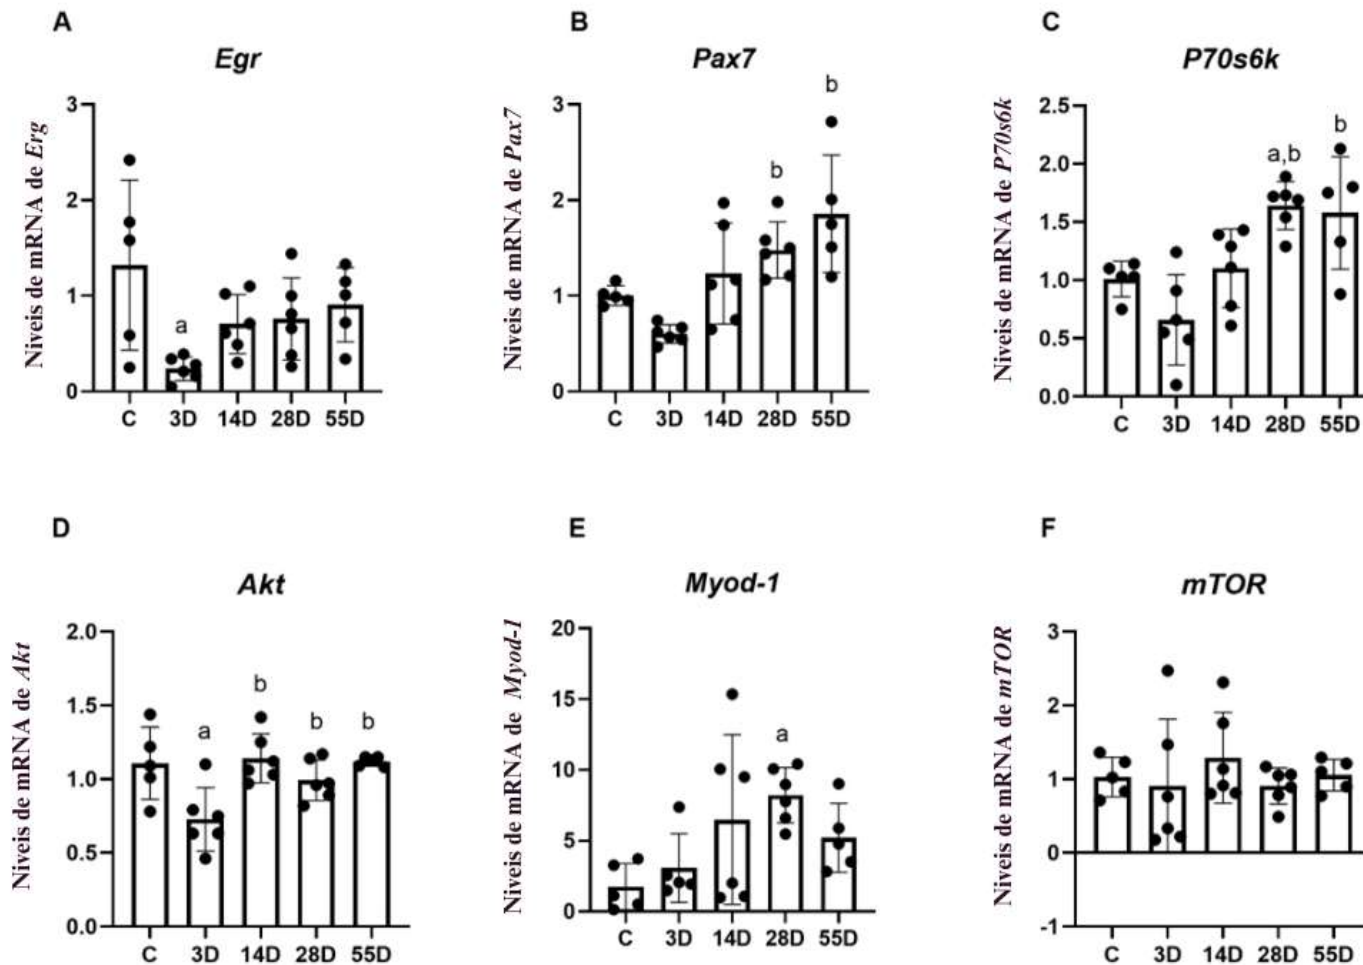 A
Egr
Niveis de mRNA de Erg
3
2
1
0
a
C 3D 14D 28D 55D
B
Pax7
Niveis de mRNA de Pax7
3
2
1
0
b
b
C 3D 14D 28D 55D
C
P70s6k
Niveis de mRNA de P70s6k
2.5
2.0
1.5
1.0
0.5
0.0
a,b
b
C 3D 14D 28D 55D
D
Akt
Niveis de mRNA de Akt
2.0
1.5
1.0
0.5
0.0
a
b
b
b
C 3D 14D 28D 55D
E
Myod-1
Niveis de mRNA de Myod-1
20
15
10
5
0
a
C 3D 14D 28D 55D
F
mTOR
Niveis de mRNA de mTOR
3
2
1
0
-1
C 3D 14D 28D 55D